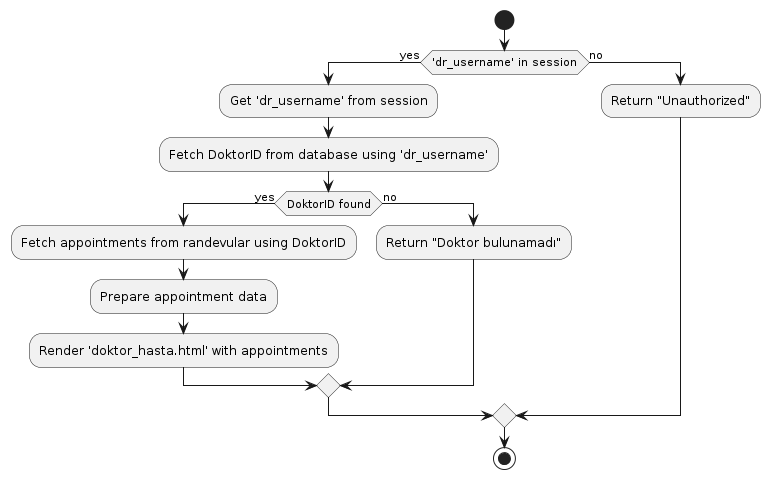 'dr_username' in session
yes
no
Get 'dr_username' from session
Return "Unauthorized"
Fetch DoktorID from database using 'dr_username'
DoktorID found
yes
no
Fetch appointments from randevular using DoktorID
Return "Doktor bulunamadı"
Prepare appointment data
Render 'doktor_hasta.html' with appointments